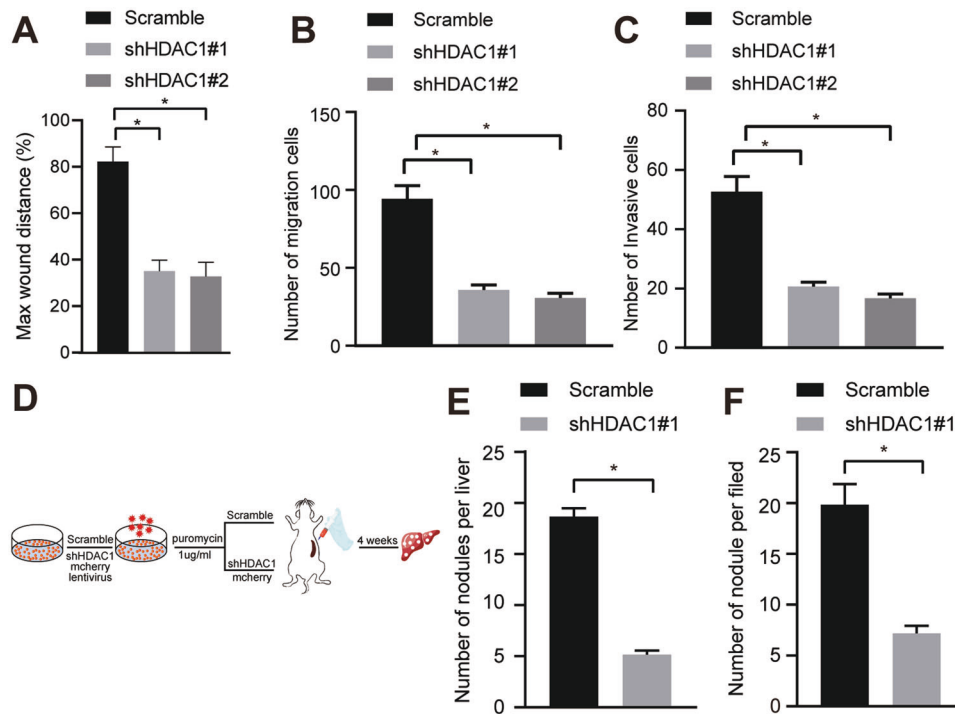 A
Scramble
shHDAC1#1
shHDAC1#2
Max wound distance (%)
100
80
60
40
20
0
*
*
B
Scramble
shHDAC1#1
shHDAC1#2
Number of migration cells
150
100
50
0
*
*
C
Scramble
shHDAC1#1
shHDAC1#2
Nmber of Invasive cells
80
60
40
20
0
*
*
D
Scramble
shHDAC1
mcherry
lentivirus
puromycin
1ug/ml
Scramble
shHDAC1
mcherry
4 weeks
E
Scramble
shHDAC1#1
Number of nodules per liver
25
20
15
10
5
0
*
F
Scramble
shHDAC1#1
Number of nodule per filed
25
20
15
10
5
0
*